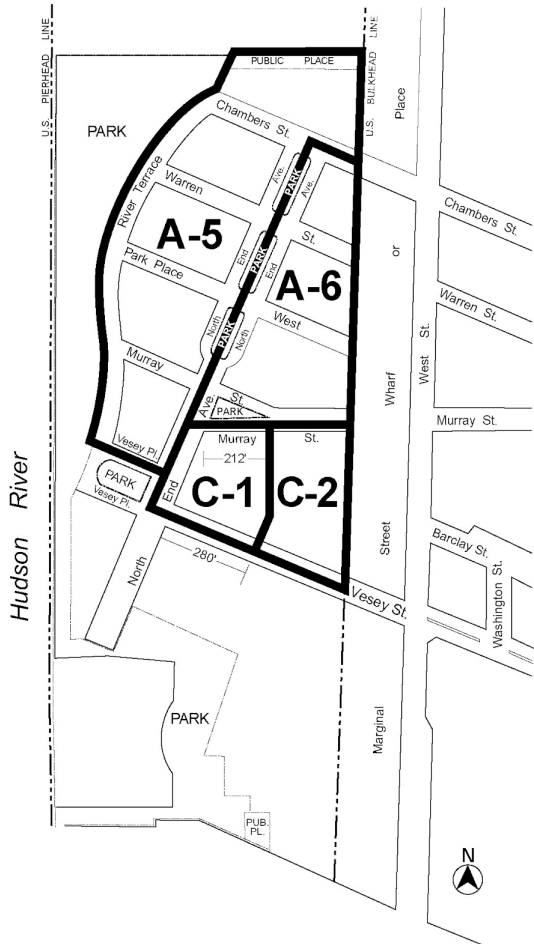 U.S. PIERHEAD LINE
U.S. BULKHEAD LINE
PUBLIC PLACE
PARK
Chambers St.
Place
River Terrace
Warren
Ave.
PARK
Ave.
Chambers St.
A-5
End
PARK
End
St.
or
Park Place
A-6
Warren St.
North
PARK
North
West
West St.
Wharf
Murray
Ave.
St.
PARK
Murray St.
Vesey Pl.
Murray St.
212'
PARK
Vesey Pl.
End
C-1
C-2
Hudson River
Street
Barclay St.
280'
North
Vesey St.
Washington St.
PARK
Marginal
PUB.
PL.
N